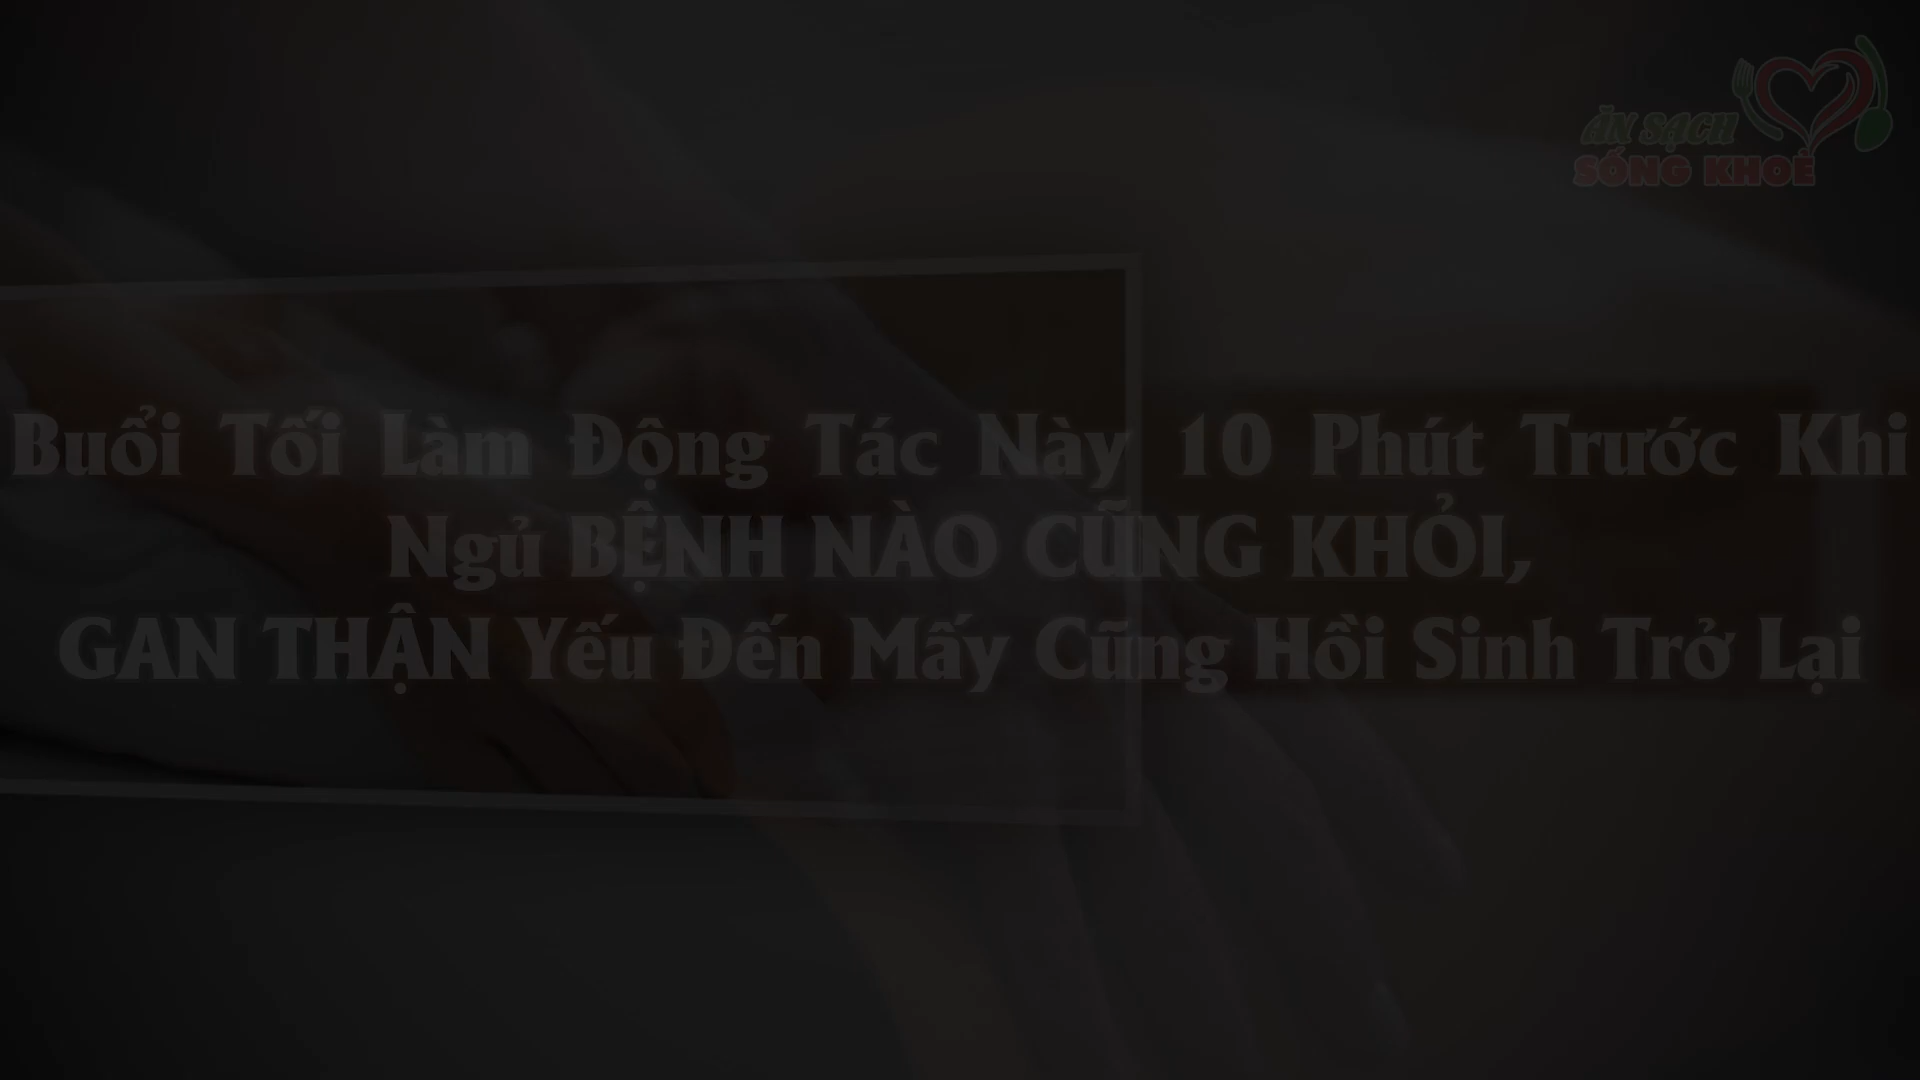 ĂN SẠCH
SỐNG KHOẺ
Buổi Tối Làm Động Tác Này 10 Phút Trước Khi
Ngủ BỆNH NÀO CŨNG KHỎI,
GAN THẬN Yếu Đến Mấy Cũng Hồi Sinh Trở Lại